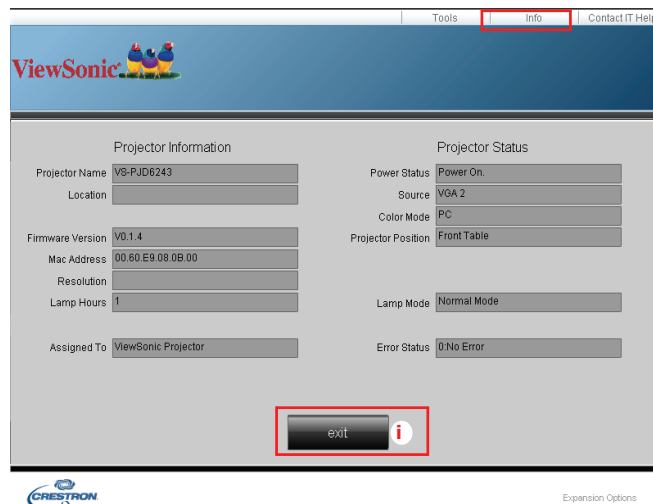 Tools Info Contact IT Hel
ViewSonic
Projector Information Projector Status
Projector Name VS-PJD6243 Power Status Power On.
Location Source VGA 2
Color Mode PC
Firmware Version V0.1.4 Projector Position Front Table
Mac Address 00.60.E9.08.0B.00
Resolution
Lamp Hours 1 Lamp Mode Normal Mode
Assigned To ViewSonic Projector Error Status 0:No Error
exit i
CRESTRON Expansion Options